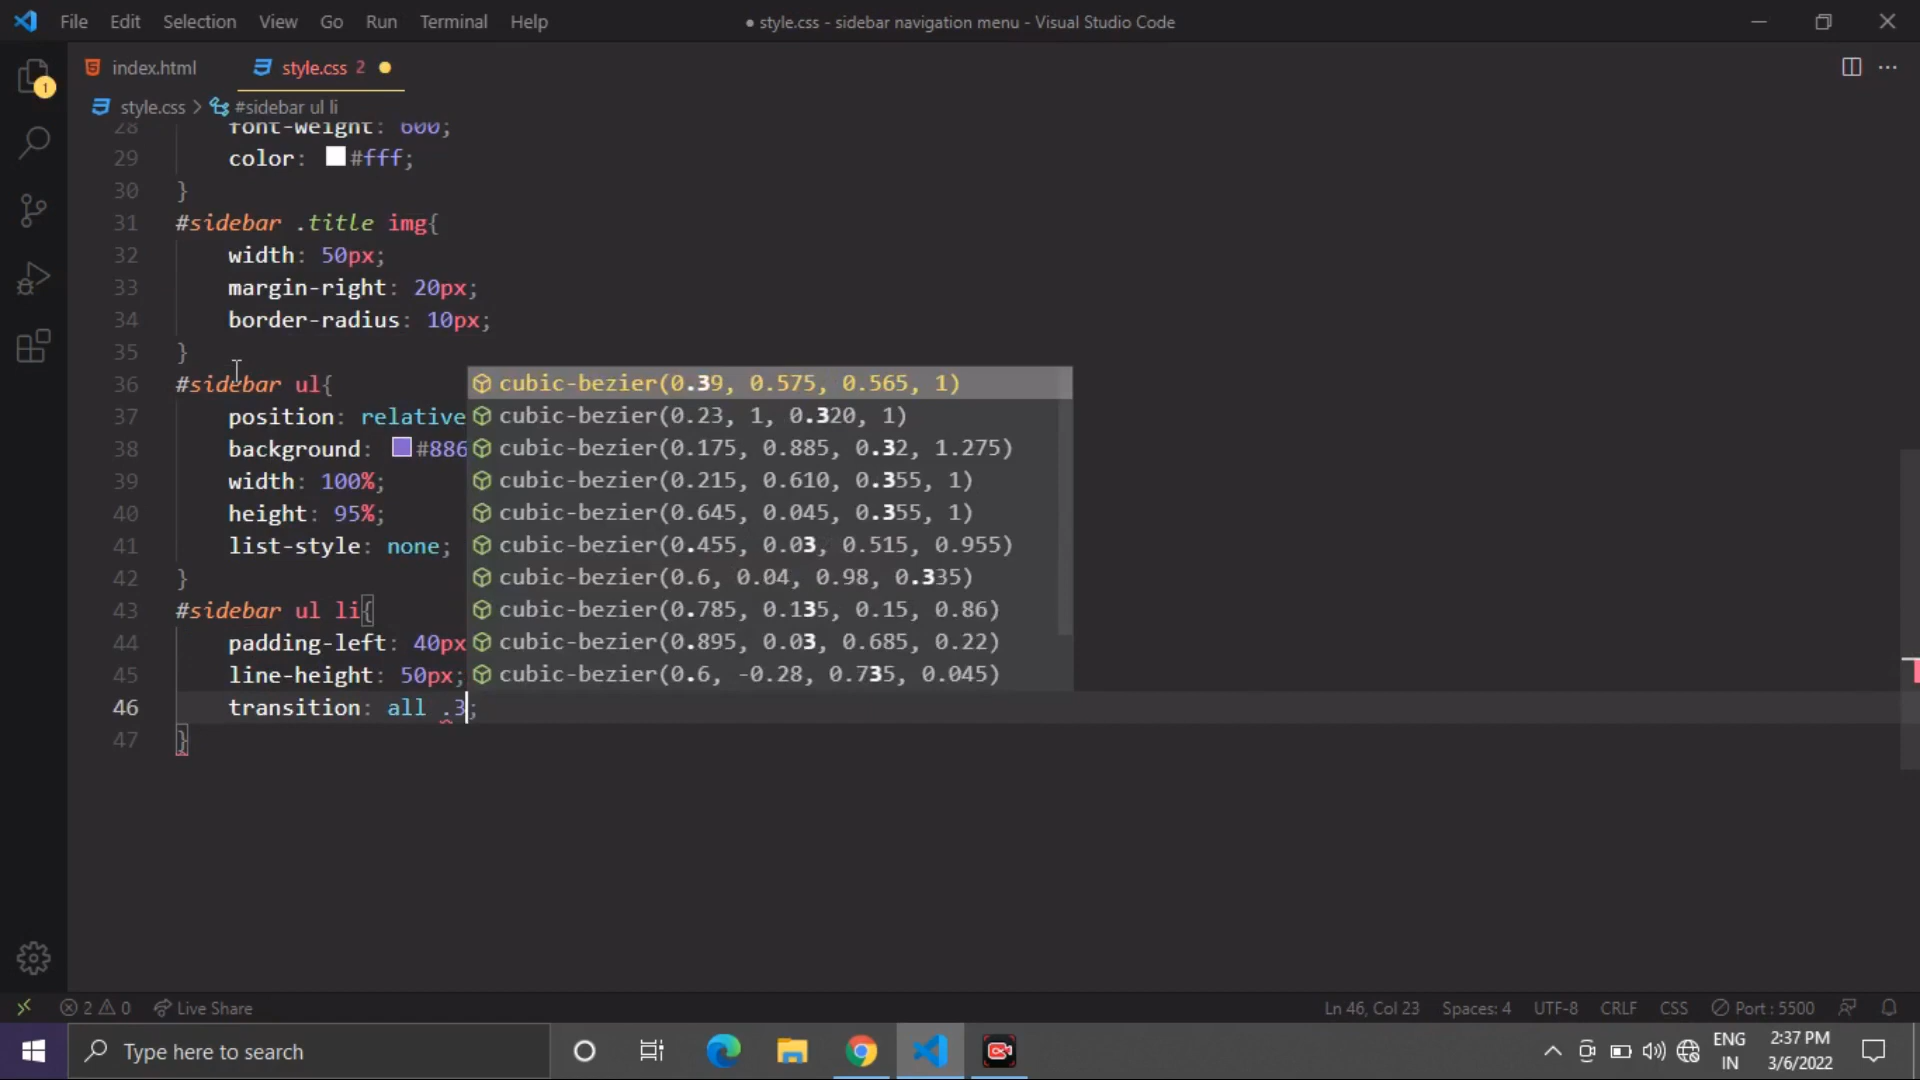 File Edit Selection View Go Run Terminal Help ● style.css - sidebar navigation menu - Visual Studio Code
index.html style.css 2
style.css > #sidebar ul li
28 font-weight: 600;
29 color: #fff;
30 }
31 #sidebar .title img{
32 width: 50px;
33 margin-right: 20px;
34 border-radius: 10px;
35 }
36 #sidebar ul{
37 position: relative
38 background: #886
39 width: 100%;
40 height: 95%;
41 list-style: none;
42 }
43 #sidebar ul li{
44 padding-left: 40px
45 line-height: 50px;
46 transition: all .3;
47 }
cubic-bezier(0.39, 0.575, 0.565, 1)
cubic-bezier(0.23, 1, 0.320, 1)
cubic-bezier(0.175, 0.885, 0.32, 1.275)
cubic-bezier(0.215, 0.610, 0.355, 1)
cubic-bezier(0.645, 0.045, 0.355, 1)
cubic-bezier(0.455, 0.03, 0.515, 0.955)
cubic-bezier(0.6, 0.04, 0.98, 0.335)
cubic-bezier(0.785, 0.135, 0.15, 0.86)
cubic-bezier(0.895, 0.03, 0.685, 0.22)
cubic-bezier(0.6, -0.28, 0.735, 0.045)
1
2 0 Live Share Ln 46, Col 23 Spaces: 4 UTF-8 CRLF CSS Port : 5500
Type here to search
ENG 2:37 PM
IN 3/6/2022